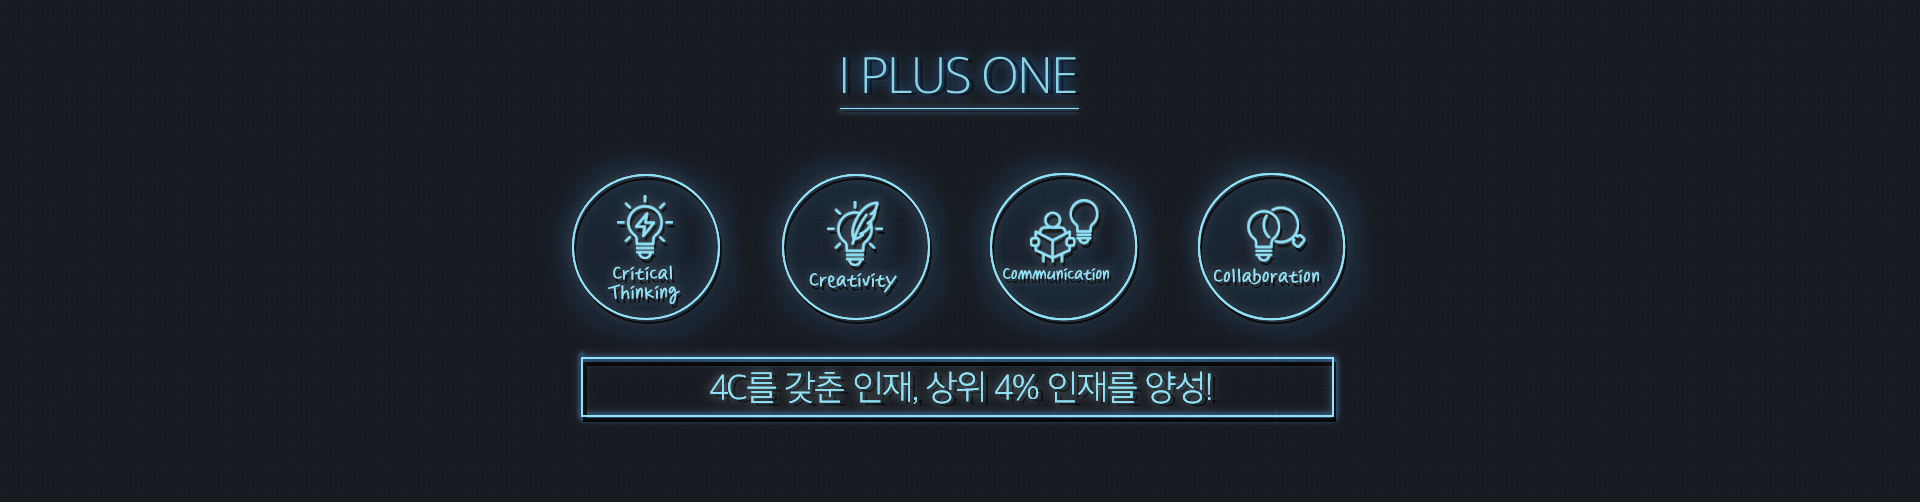 I PLUS ONE
Critical
Thinking
Creativity
Communication
Collaboration
4C를 갖춘 인재, 상위 4% 인재를 양성!